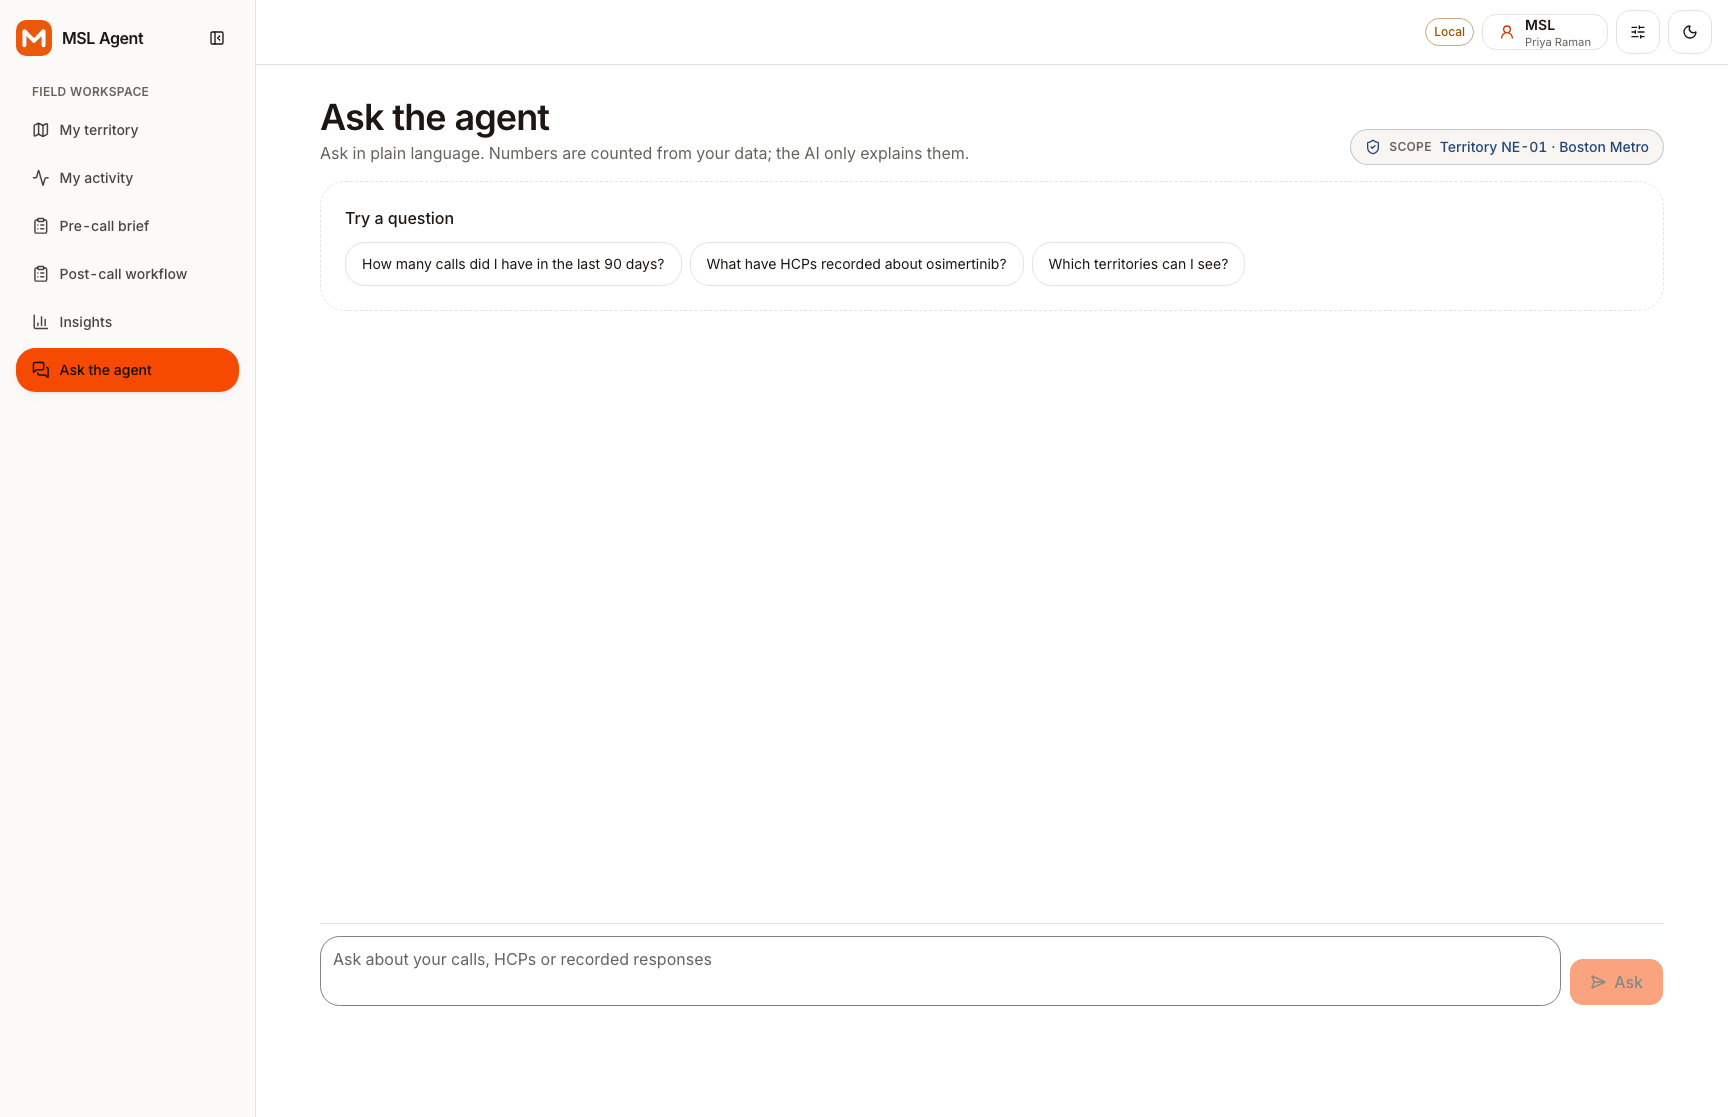 MSL Agent
FIELD WORKSPACE
My territory
My activity
Pre-call brief
Post-call workflow
Insights
Ask the agent
Local
MSL
Priya Raman
Ask the agent
Ask in plain language. Numbers are counted from your data; the AI only explains them.
SCOPE Territory NE-01 · Boston Metro
Try a question
How many calls did I have in the last 90 days?
What have HCPs recorded about osimertinib?
Which territories can I see?
Ask about your calls, HCPs or recorded responses
Ask